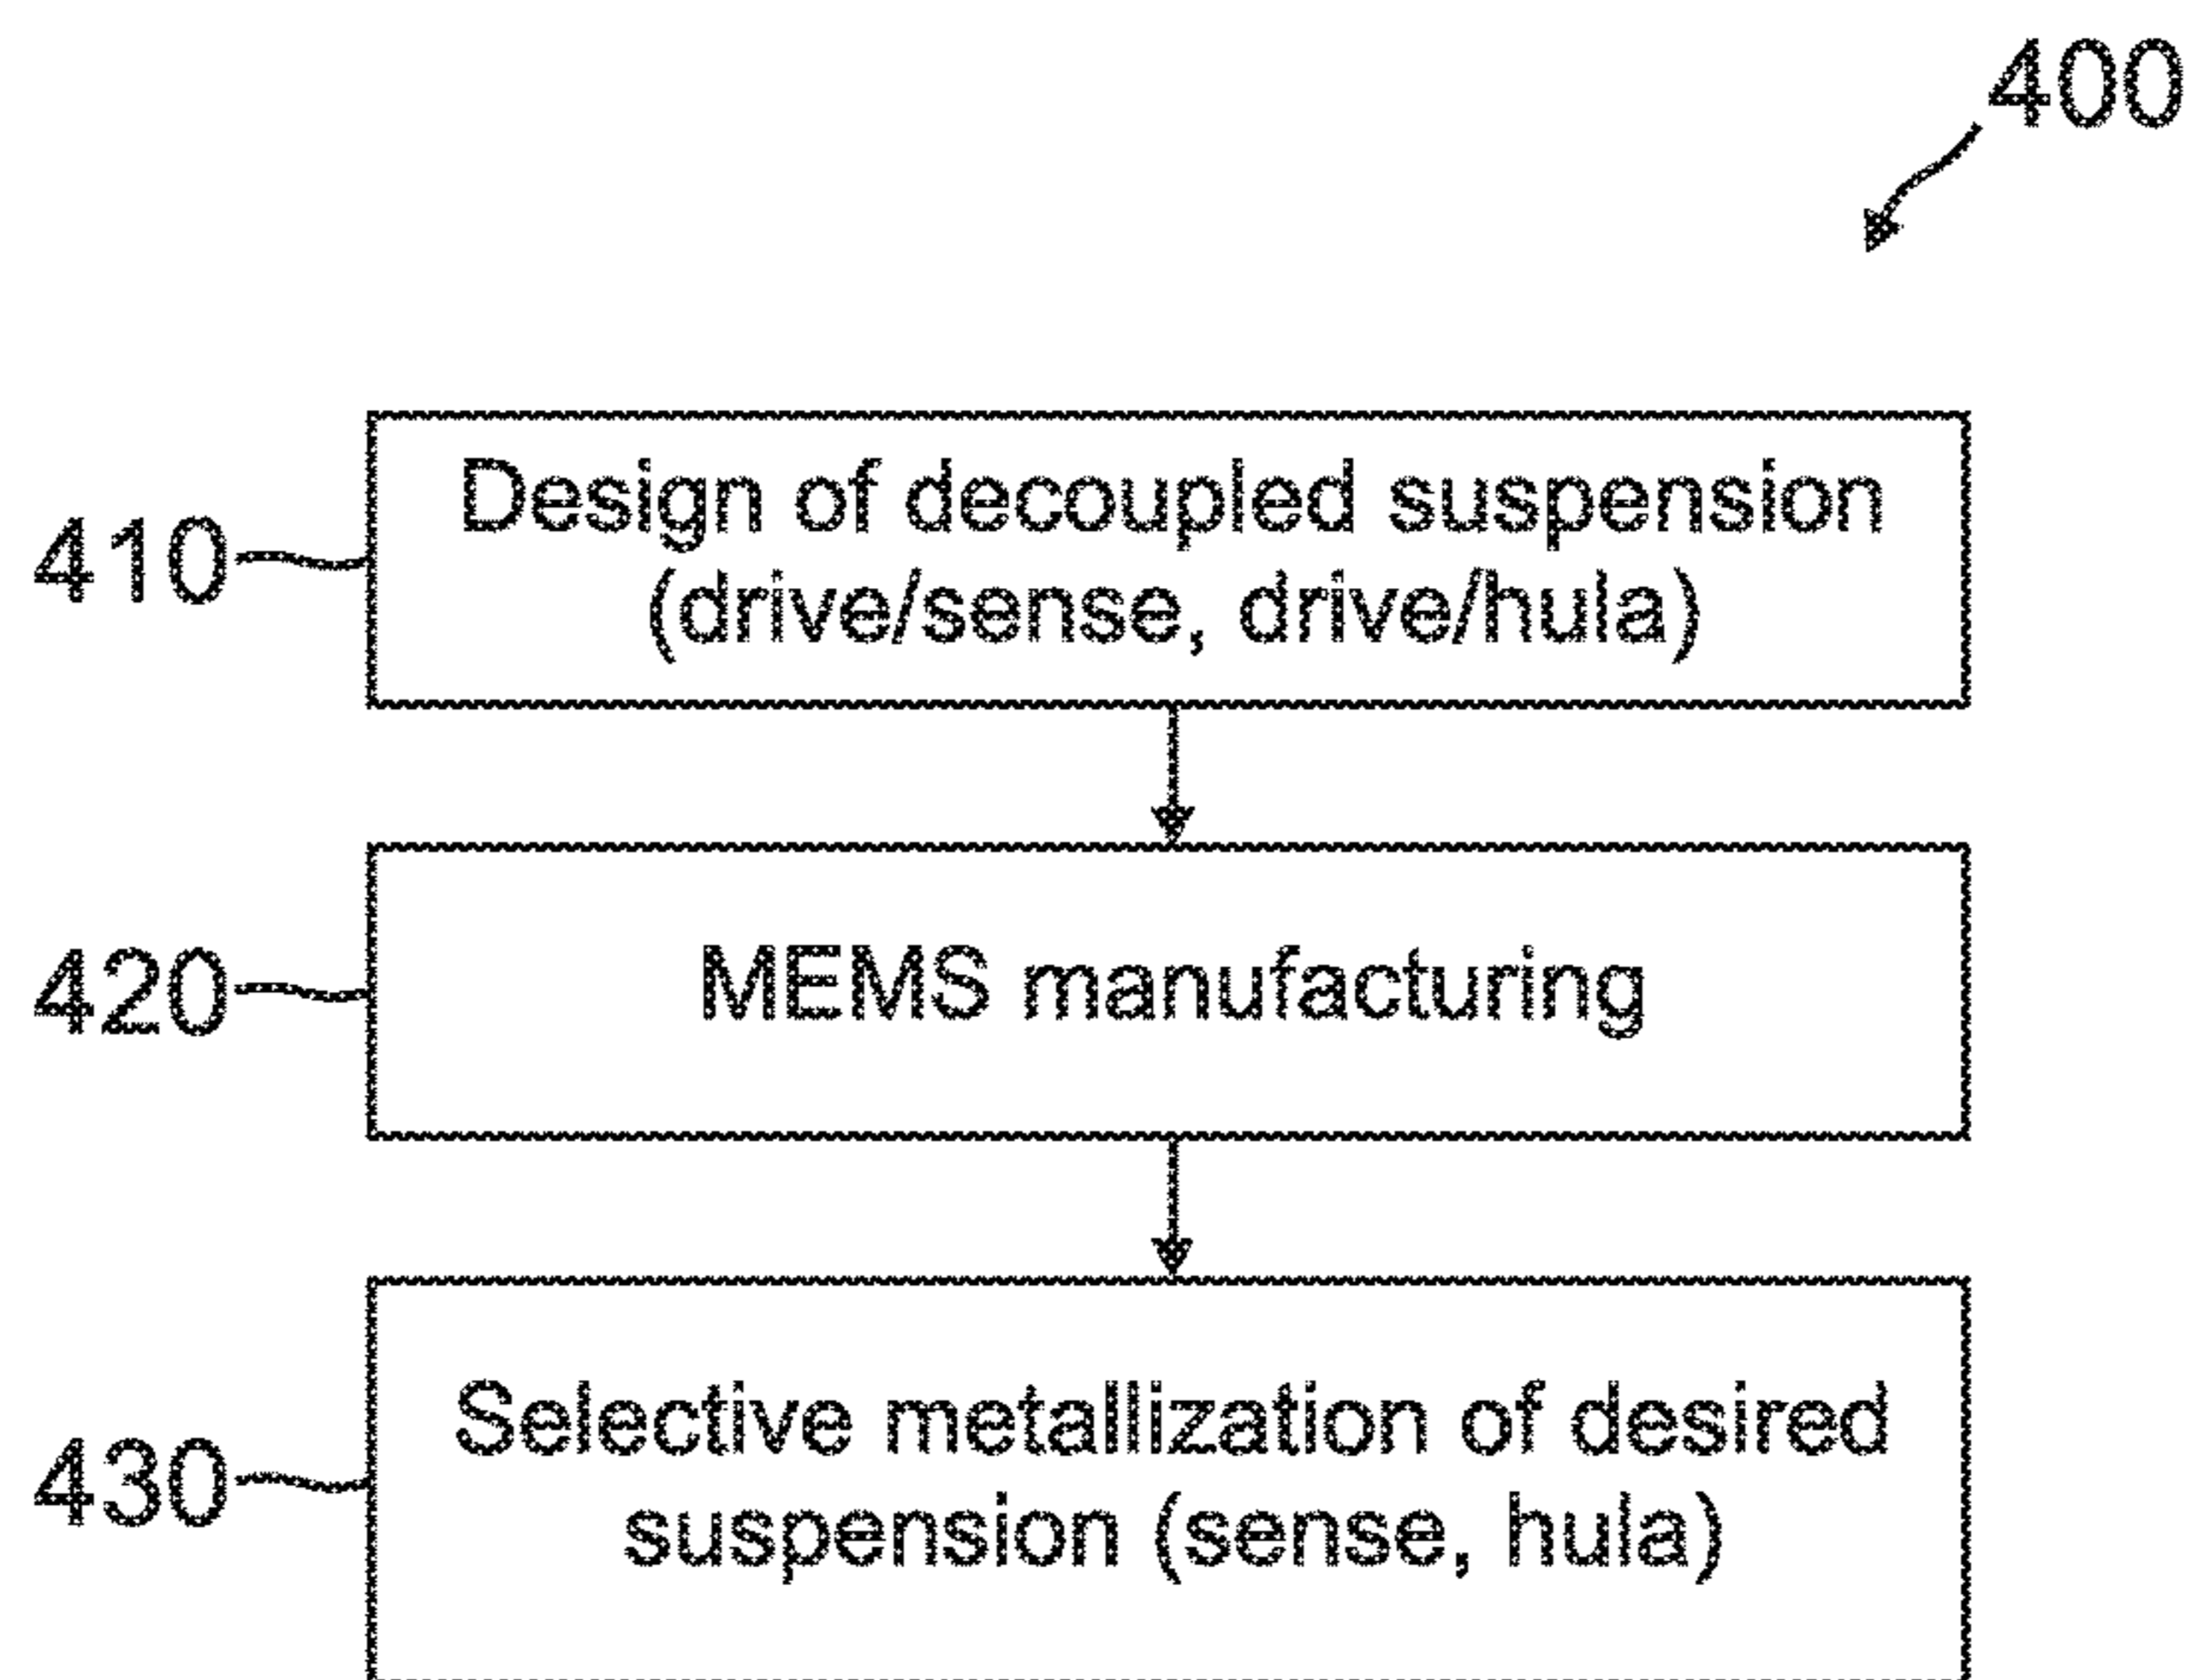 400
410
Design of decoupled suspension
(drive/sense, drive/hula)
420
MEMS manufacturing
430
Selective metallization of desired
suspension (sense, hula)